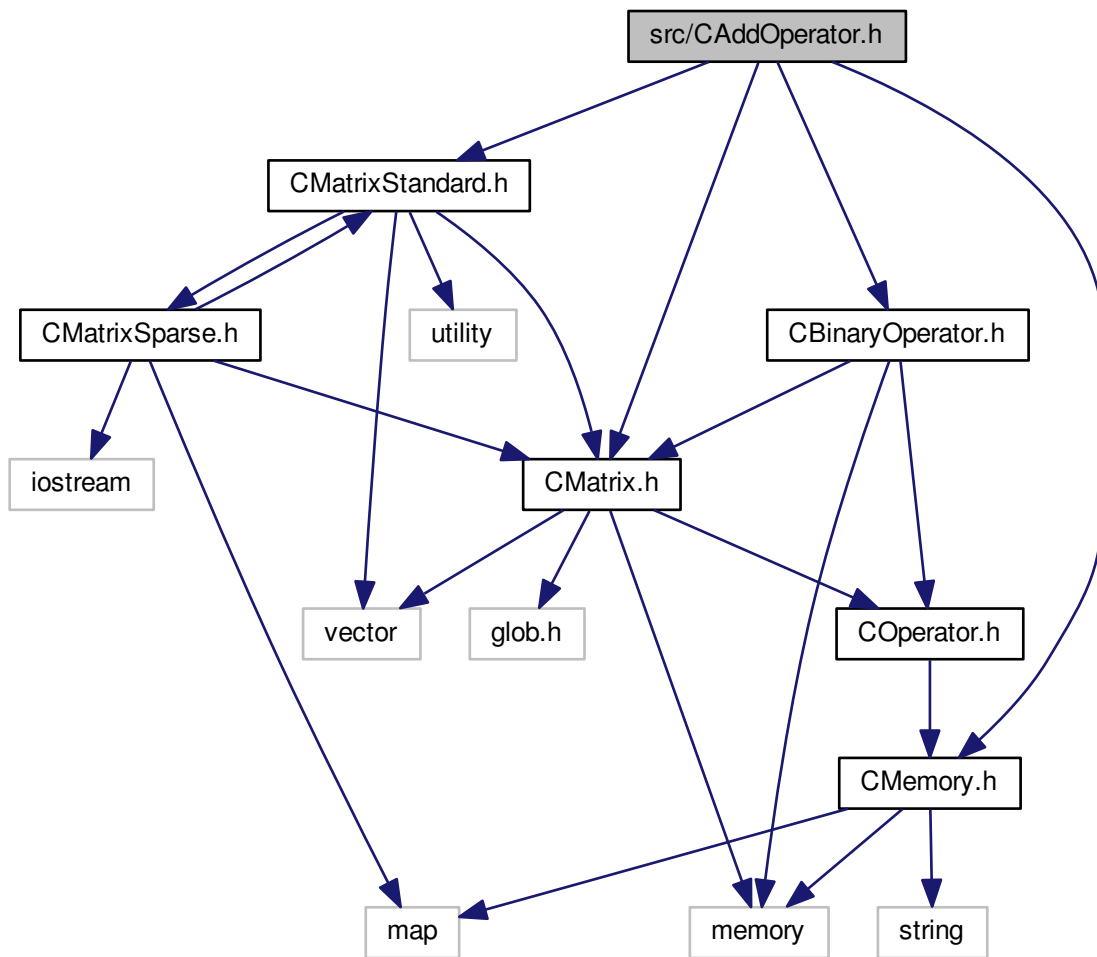 src/CAddOperator.h
CMatrixStandard.h
CMatrixSparse.h
utility
CBinaryOperator.h
iostream
CMatrix.h
vector
glob.h
COperator.h
CMemory.h
map
memory
string